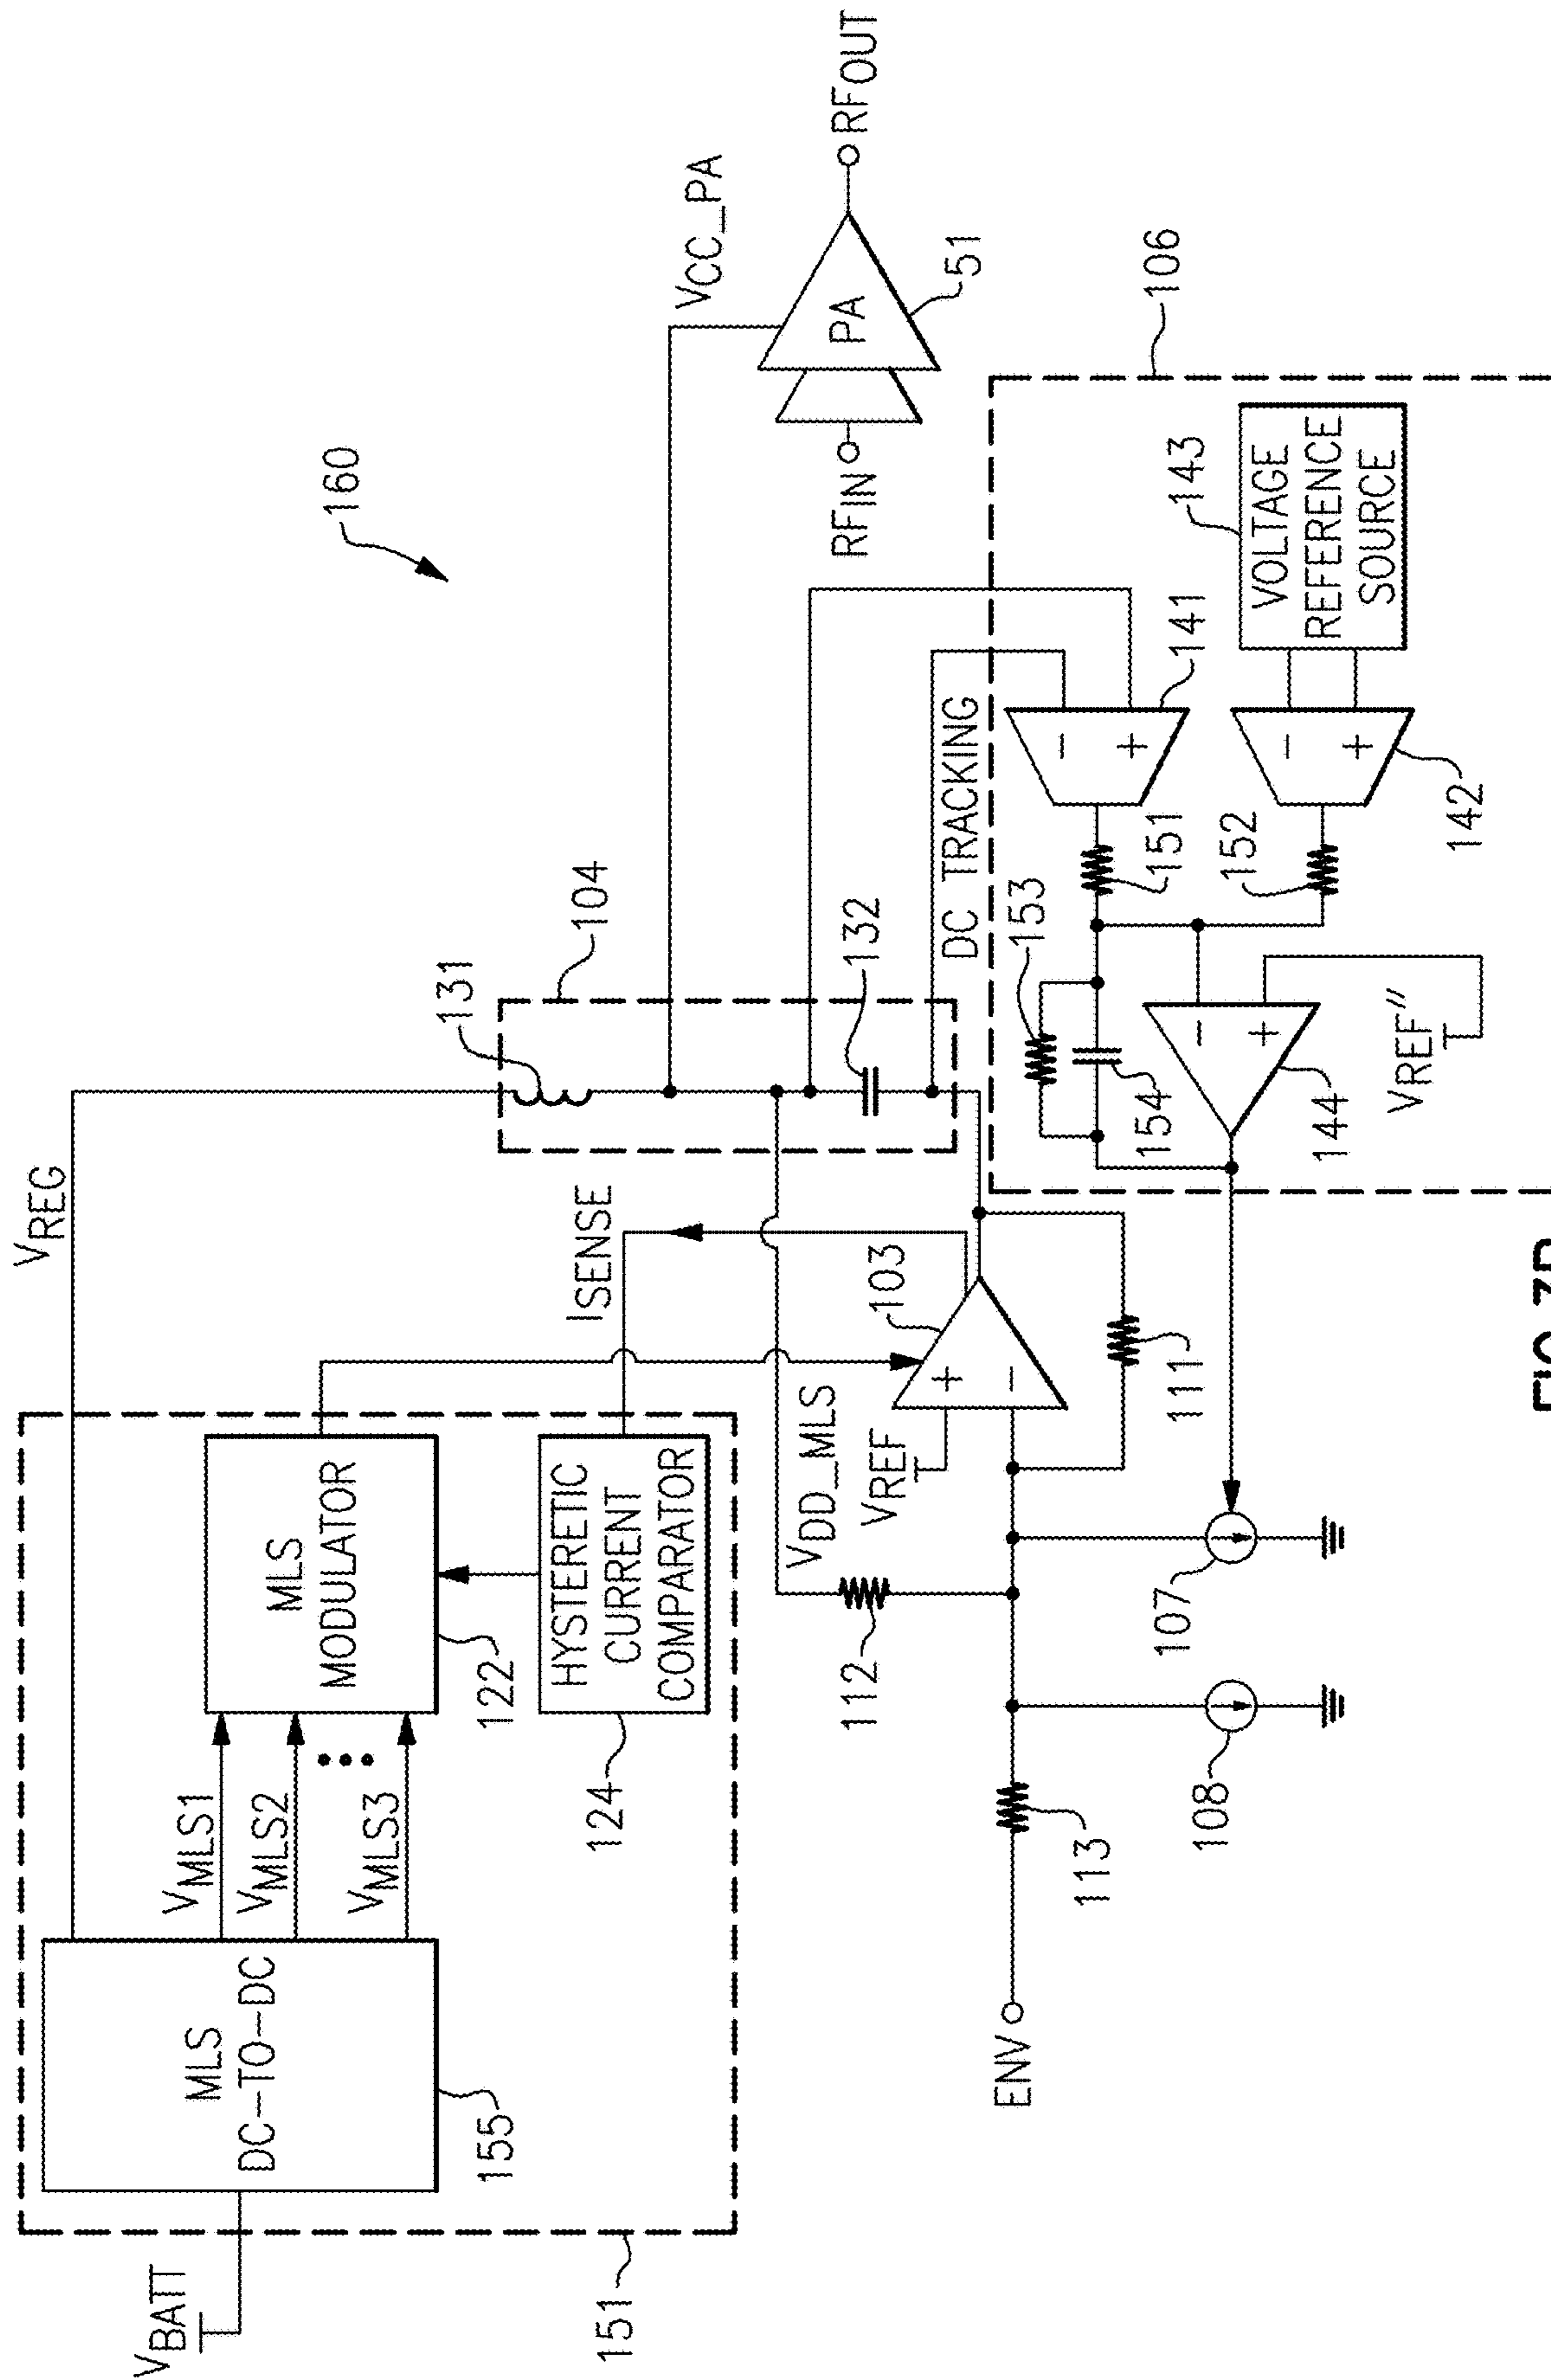 160
VBATT
151
MLS
DC-TO-DC
155
VREG
VMLS1
VMLS2
VMLS3
MLS
MODULATOR
122
HYSTERETIC
CURRENT
COMPARATOR
124
ISENSE
131
104
132
VCC_PA
RFIN
PA
RFOUT
51
VDD_MLS
VREF
+
−
103
111
112
ENV
113
108
107
DC TRACKING
106
−
+
141
VOLTAGE
REFERENCE
SOURCE
143
−
+
142
151
152
153
154
−
+
144
VREF″